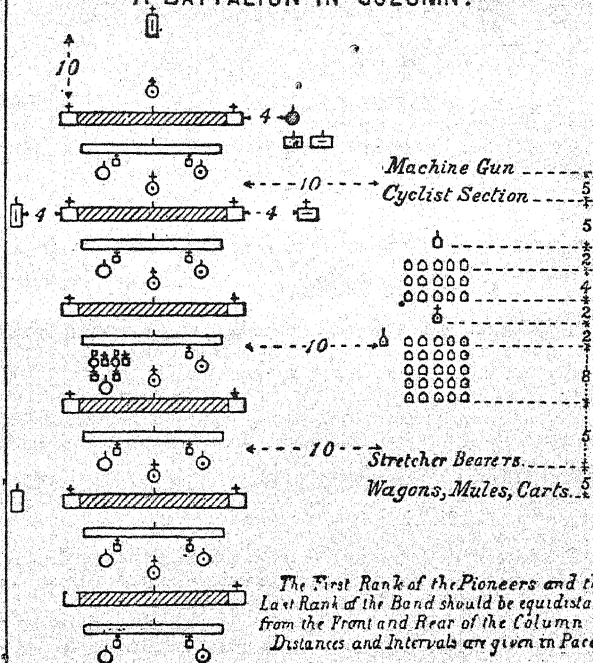 A BATTALION IN COLUMN.
10
4
10
Machine Gun
5
Cyclist Section
4
4
5
2
4
2
10
2
8
10
5
Stretcher Bearers
Wagons, Mules, Carts
5
The First Rank of the Pioneers and th
Last Rank of the Band should be equidista
from the Front and Rear of the Column
Distances and Intervals are given in Pace